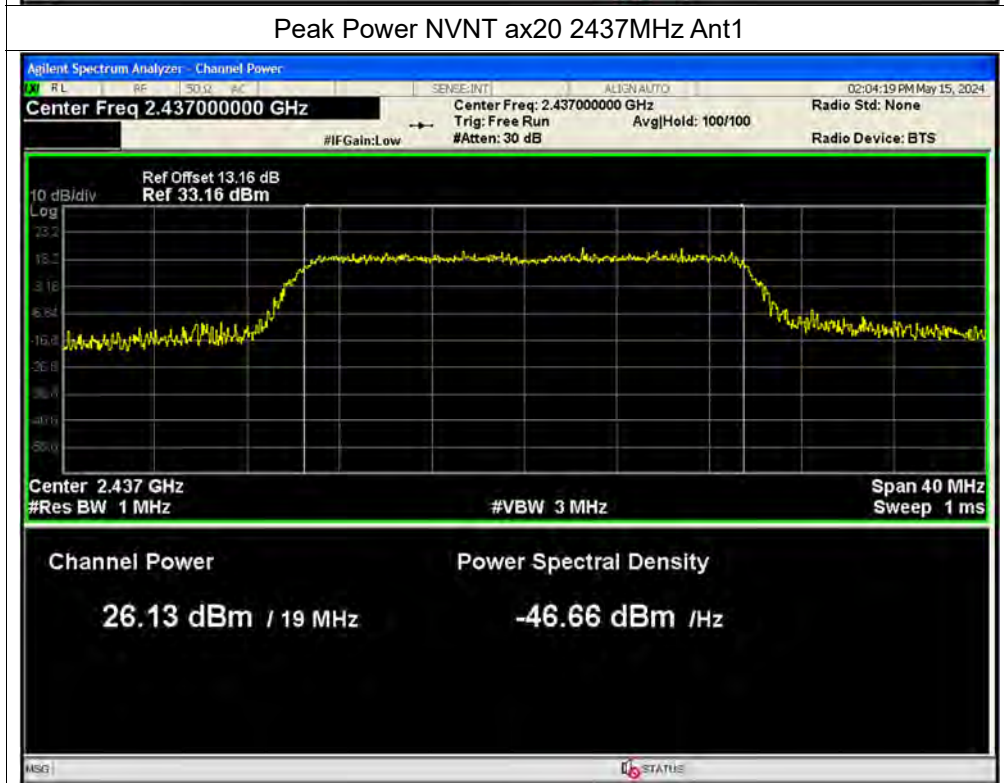 Peak Power NVNT ax20 2437MHz Ant1
Agilent Spectrum Analyzer - Channel Power
RL RF 50 Ω AC SENSE:INT ALIGN AUTO 02:04:19 PM May 15, 2024
Center Freq 2.437000000 GHz Center Freq: 2.437000000 GHz Radio Std: None
Trig: Free Run Avg|Hold: 100/100
#IFGain:Low #Atten: 30 dB Radio Device: BTS
Ref Offset 13.16 dB
10 dB/div Ref 33.16 dBm
Log
23.2
13.2
3.16
-6.84
-16.8
-26.8
-36.8
-46.8
Center 2.437 GHz Span 40 MHz
#Res BW 1 MHz #VBW 3 MHz Sweep 1 ms
Channel Power Power Spectral Density
26.13 dBm / 19 MHz -46.66 dBm /Hz
MSG STATUS